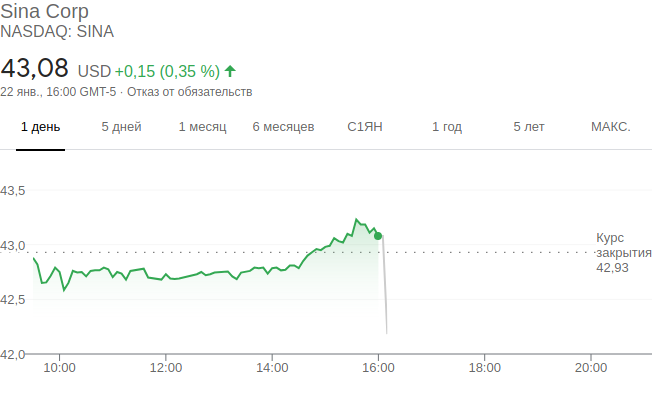 Sina Corp
NASDAQ: SINA
43,08 USD +0,15 (0,35 %)
22 янв., 16:00 GMT-5 · Отказ от обязательств
1 день 5 дней 1 месяц 6 месяцев С1ЯН 1 год 5 лет МАКС.
43,5
43,0
42,5
42,0
Курс
закрытия
42,93
10:00 12:00 14:00 16:00 18:00 20:00